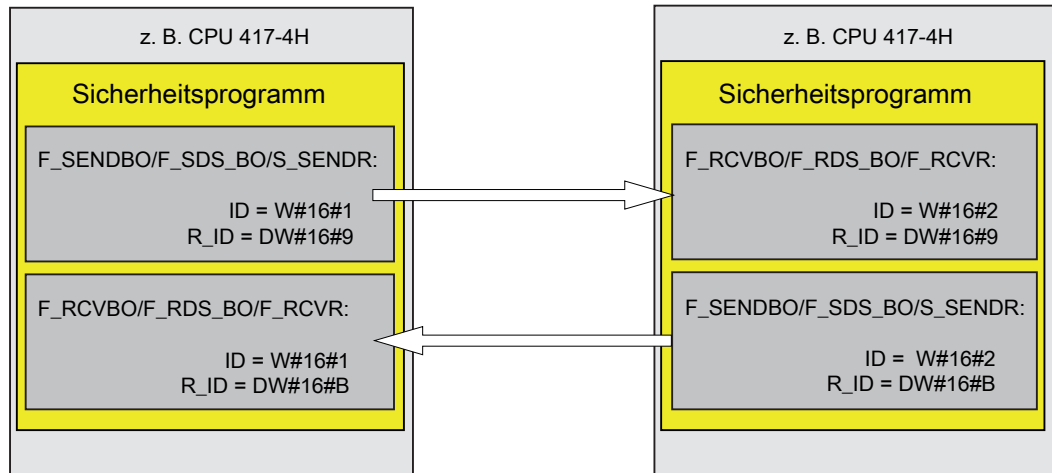 z. B. CPU 417-4H
Sicherheitsprogramm
F_SENDBO/F_SDS_BO/S_SENDR:
ID = W#16#1
R_ID = DW#16#9
F_RCVBO/F_RDS_BO/F_RCVR:
ID = W#16#1
R_ID = DW#16#B
z. B. CPU 417-4H
Sicherheitsprogramm
F_RCVBO/F_RDS_BO/F_RCVR:
ID = W#16#2
R_ID = DW#16#9
F_SENDBO/F_SDS_BO/S_SENDR:
ID = W#16#2
R_ID = DW#16#B